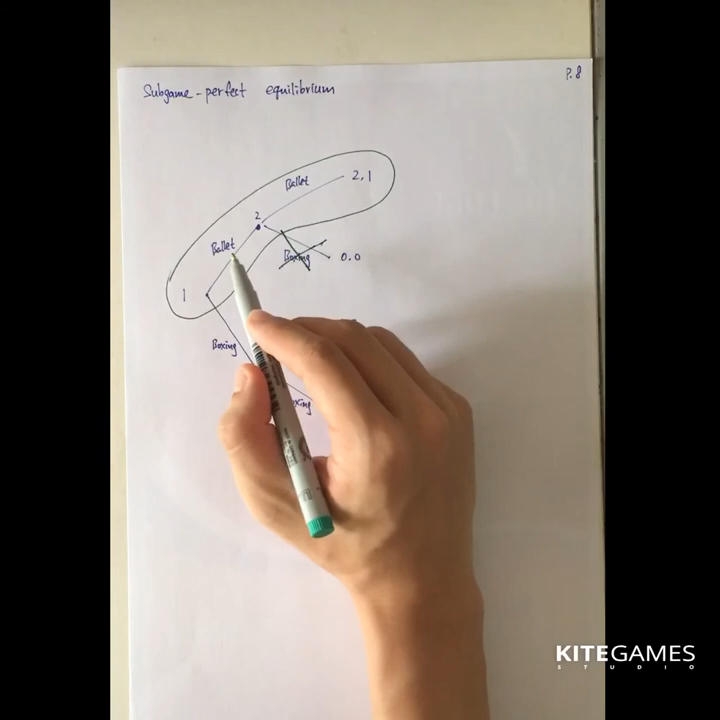 Subgame-perfect equilibrium
P.8
Ballet
2,1
2
Ballet
Boxing
0.0
1
Boxing
KITEGAMES
STUDIO